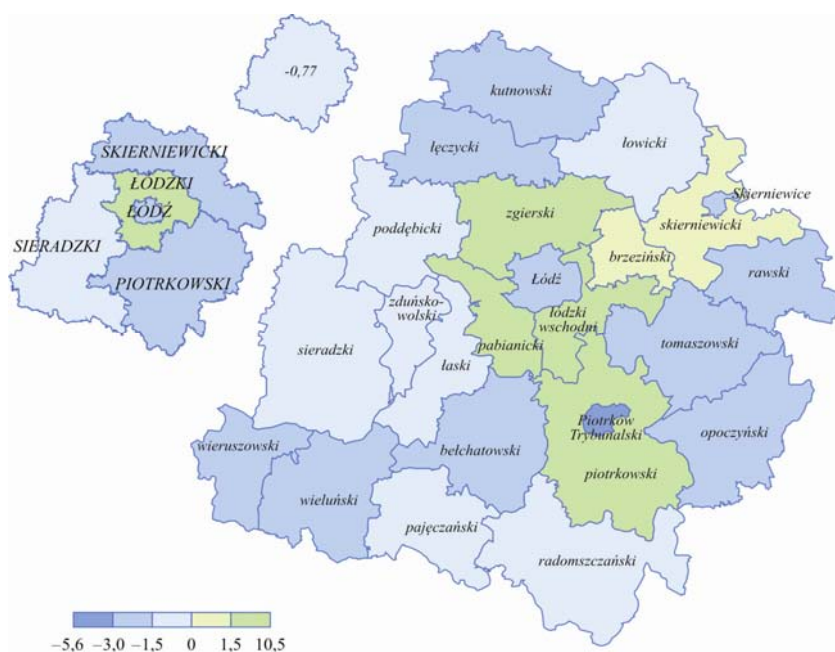 -0,77
SKIERNIEWICKI
ŁÓDZKI
ŁÓDŹ
SIERADZKI
PIOTRKOWSKI
kutnowski
łęczycki
łowicki
Skierniewice
zgierski
skierniewicki
poddębicki
brzeziński
rawski
Łódź
zduńsko-
wolski
łódzki
wschodni
sieradzki
pabianicki
tomaszowski
łaski
Piotrków
Trybunalski
opoczyński
wieruszowski
bełchatowski
piotrkowski
wieluński
pajęczański
radomszczański
–5,6 –3,0 –1,5 0 1,5 10,5